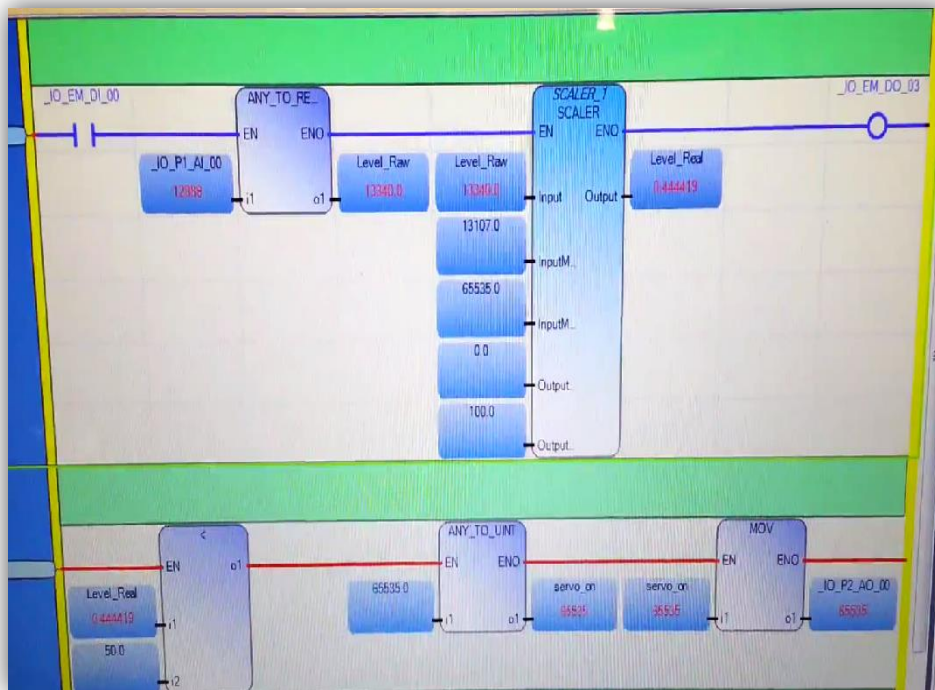 _IO_EM_DI_00
ANY_TO_RE...
SCALER_1
SCALER
_IO_EM_DO_03
EN
ENO
EN
ENO
_IO_P1_AI_00
Level_Raw
13340.0
Level_Raw
13340.0
Level_Real
0.444419
i1
o1
Input
Output
13107.0
InputM...
65535.0
InputM...
0.0
Output...
100.0
Output...
<
ANY_TO_UINT
MOV
EN
o1
EN
ENO
EN
ENO
Level_Real
0.444419
65535.0
servo_on
65535
servo_on
65535
_IO_P2_AO_00
65535
i1
i1
o1
i1
o1
50.0
i2